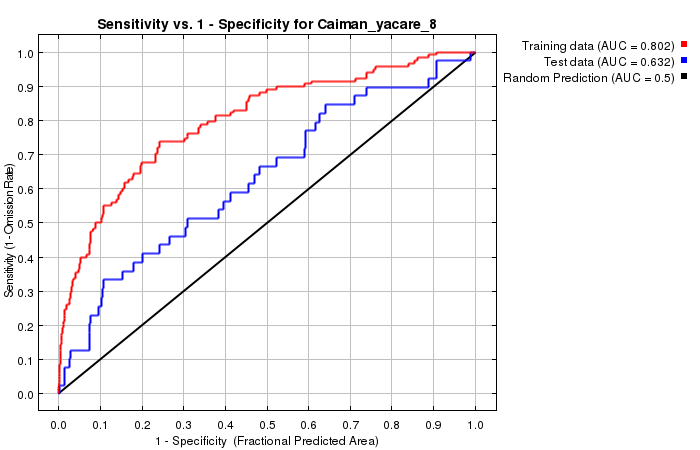 Sensitivity vs. 1 - Specificity for Caiman_yacare_8
Training data (AUC = 0.802)
Test data (AUC = 0.632)
Random Prediction (AUC = 0.5)
Sensitivity (1 - Omission Rate)
1.0
0.9
0.8
0.7
0.6
0.5
0.4
0.3
0.2
0.1
0.0
0.0 0.1 0.2 0.3 0.4 0.5 0.6 0.7 0.8 0.9 1.0
1 - Specificity (Fractional Predicted Area)